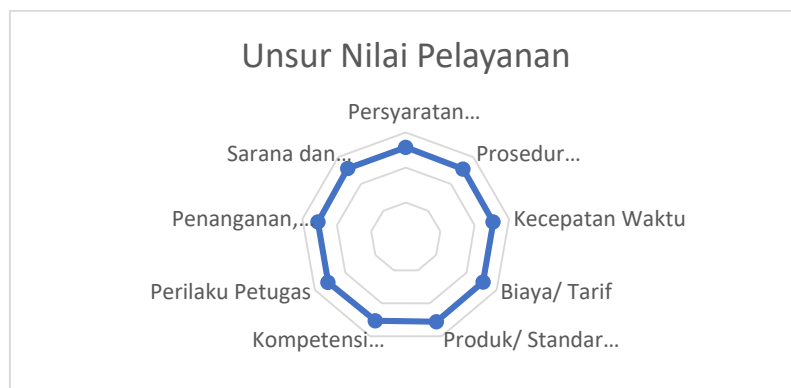 Unsur Nilai Pelayanan
Persyaratan...
Sarana dan...
Prosedur...
Penanganan,...
Kecepatan Waktu
Perilaku Petugas
Biaya/ Tarif
Kompetensi...
Produk/ Standar...